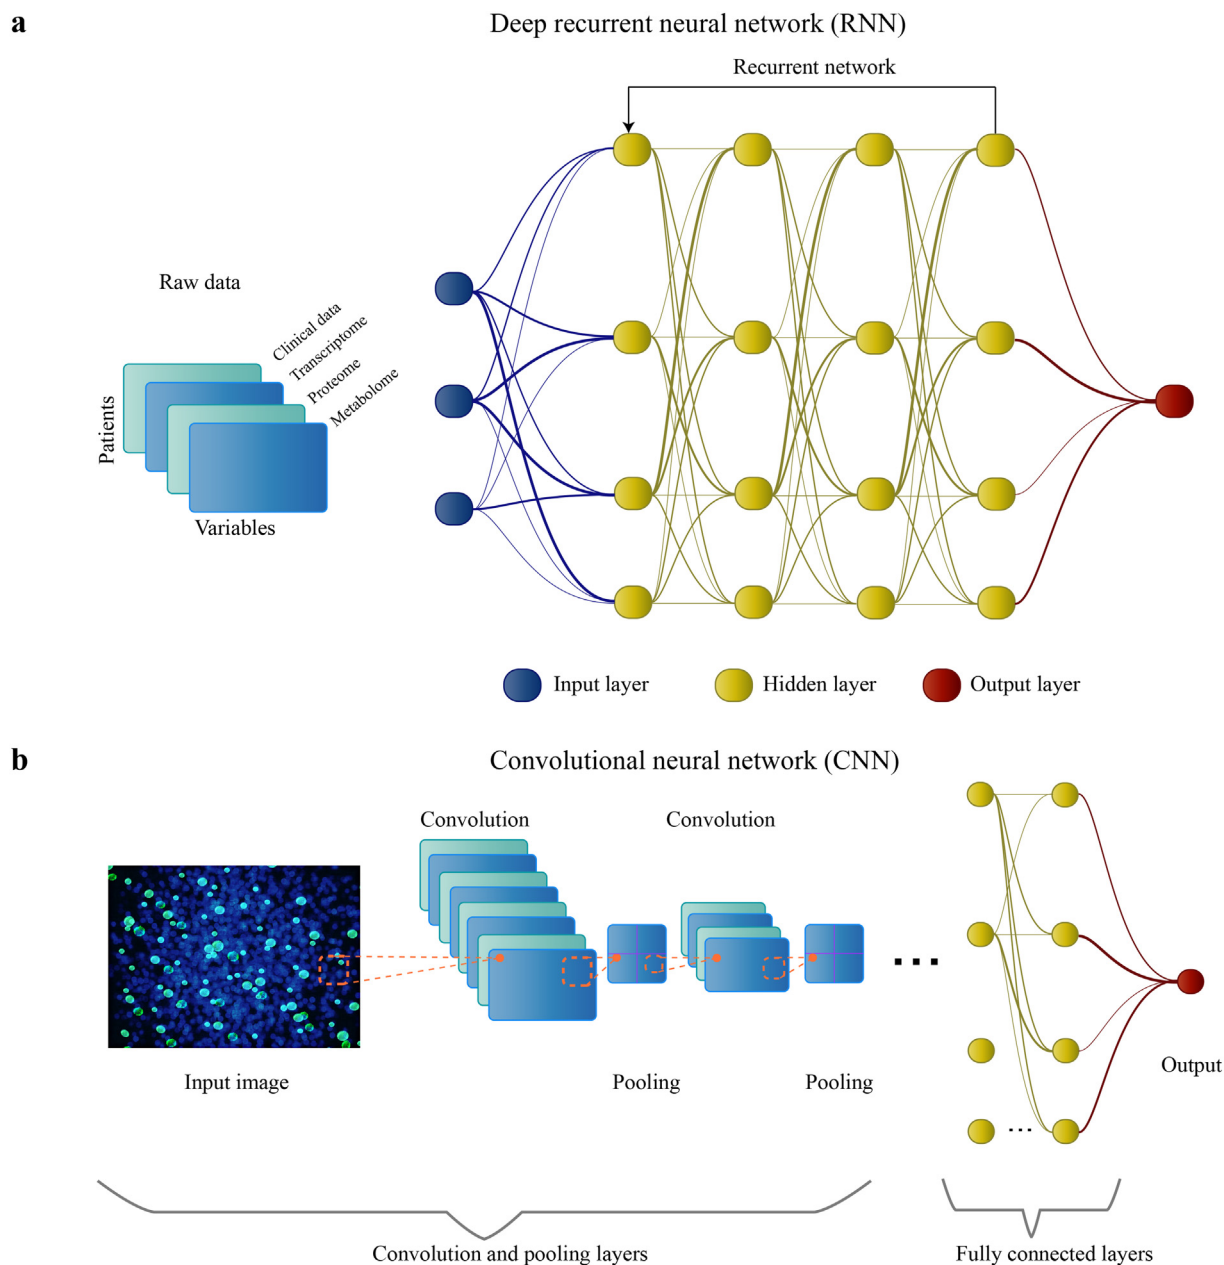 a
Deep recurrent neural network (RNN)
Recurrent network
Raw data
Clinical data
Transcriptome
Proteome
Metabolome
Patients
Variables
Input layer
Hidden layer
Output layer
b
Convolutional neural network (CNN)
Convolution
Convolution
...
Input image
Pooling
Pooling
Output
...
Convolution and pooling layers
Fully connected layers